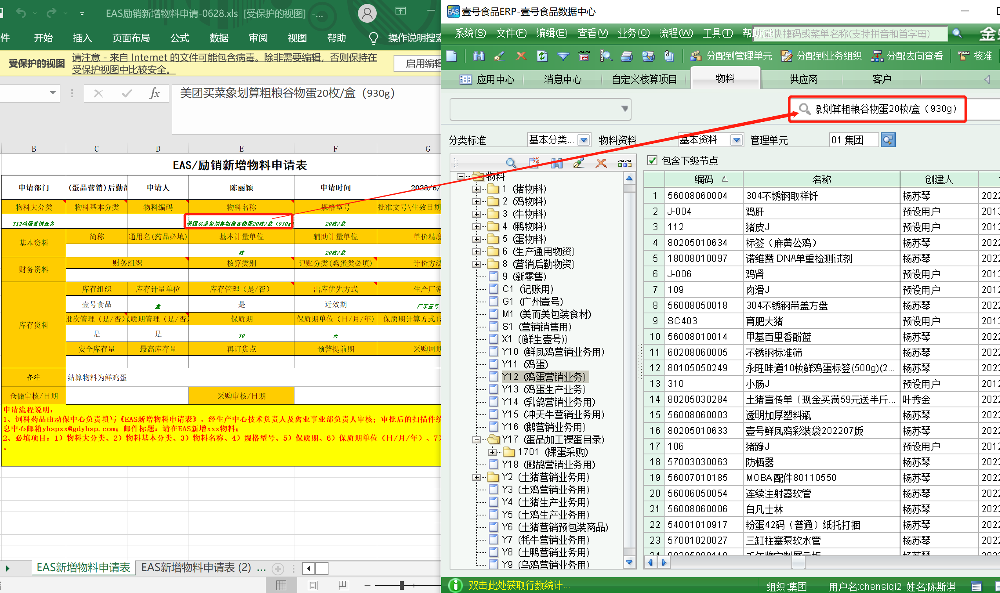 EAS励销新增物料申请-0628.xls [受保护的视图] -...
件 开始 插入 页面布局 公式 数据 审阅 视图 帮助 操作说明搜索
受保护的视图
请注意 - 来自 Internet 的文件可能包含病毒。除非需要编辑，否则保持在
受保护视图中比较安全。
启用编辑
fx
美团买菜象划算粗粮谷物蛋20枚/盒（930g）
B C D E F G
EAS/励销新增物料申请表
申请部门 (蛋品营销)后勤部 申请人 陈丽颖 申请时间 2023/6/
物料大分类 物料基本分类 物料编码 物料名称 规格型号 批准文号\生效日期
Y12鸡蛋营销业务 美团买菜象划算粗粮谷物蛋20枚/盒（930g 20枚/盒
基本资料 简称 通用名(药品必填) 基本计量单位 辅助计量单位 单价精度
枚 20枚/盒
财务资料 财务组织 核算类别 记账分类(鸡蛋类必填) 计价方法
库存资料 库存组织 库存计量单位 库存管理（是/否） 出库优先方式 生产厂家
壹号食品 盒 是 近效期 广东壹号
批次管理（是/否） 保质期管理（是/否） 保质期 保质期单位（日/月/年） 保质期计算方式(
是 是 30 天
安全库存量 最高库存量 再订货点 预警提前期 采购周期
备注 结算物料为鲜鸡蛋
仓储审核/日期 采购审核/日期
申请流程说明：
1、饲料药品由动保中心负责填写《EAS新增物料申请表》，经生产中心技术负责人及禽业事业部负责人审核；审批后的扫描件统
息中心邮箱yhspxx@gdyhsp.com；邮件标题：请在EAS新增xxx物料；
2、必填项目：1）物料大分类、2）物料基本分类、3）物料名称、4）规格型号、5）保质期、6）保质期单位（日/月/年）、7）
。
EAS新增物料申请表 EAS新增物料申请表 (2) ...
EAS 壹号食品ERP-壹号食品数据中心
系统(S) 文件(F) 编辑(E) 查看(V) 业务(O) 流程(W) 工具(T) 帮助 功能快捷码或菜单名称(支持拼音和首字母) 金
分配到管理单元 分配到业务组织 分配去向查看 核准
应用中心 消息中心 自定义核算项目 物料 供应商 客户
象划算粗粮谷物蛋20枚/盒（930g）
分类标准 基本分类... 物料资料 基本资料 管理单元 01 集团
包含下级节点
物料
1 (猪物料)
2 (鸡物料)
3 (牛物料)
4 (鸭物料)
5 (蛋物料)
6 (生产通用物资)
8 (营销后勤物资)
9 (新零售)
C1 (记账用)
G1 (广州壹号)
M1 (美而美包装食材)
S1 (营销销售用)
X1 ((鲜生壹号))
Y10 (鲜凤鸡营销业务用)
Y11 (鸡蛋)
Y12 (鸡蛋营销业务)
Y13 (鸡蛋生产业务)
Y14 (乳鸽营销业务用)
Y15 (冲天牛营销业务用)
Y16 (鹅营销业务用)
Y17 (蛋品加工裸蛋目录)
1701 (裸蛋采购)
Y18 (鹧鸪营销业务用)
Y2 (土猪营销业务用)
Y3 (土鸡营销业务用)
Y4 (土猪生产业务用)
Y5 (土鸡生产业务用)
Y6 (土猪营销预包装商品)
Y7 (牦牛营销业务用)
Y8 (土鸭营销业务用)
Y9 (乌鸡营销业务用)
编码 名称 创建人
1 56008060004 304不锈钢取样钎 杨苏琴 2022
2 J-004 鸡肝 预设用户 2013
3 112 猪皮J 预设用户 2012
4 80205010634 标签（麻黄公鸡） 杨苏琴 2022
5 18008010097 诺维赞 DNA单重检测试剂 杨苏琴 2022
6 J-006 鸡肾 预设用户 2013
7 109 肉滑J 预设用户 2012
8 56008050018 304不锈钢带盖方盘 杨苏琴 2022
9 SC403 育肥大猪 预设用户 2013
10 56008010014 甲基百里香酚蓝 杨苏琴 2022
11 60208060005 不锈钢标准筛 杨苏琴 2022
12 80105050249 永旺味道10枚鲜鸡蛋标签(500g)(2... 杨苏琴 2022
13 310 小肠J 预设用户 2012
14 80205030284 土猪宣传单（现金买满59元送半斤... 叶秀金 2022
15 56008060003 透明加厚塑料瓶 杨苏琴 2022
16 80205010633 壹号鲜凤鸡彩装袋202207版 杨苏琴 2022
17 106 猪踭J 预设用户 2012
18 57003030063 防栖器 杨苏琴 2022
19 56007010185 MOBA配件80110550 杨苏琴 2022
20 56006050054 连续注射器软管 杨苏琴 2022
21 56008060006 白凡士林 杨苏琴 2022
22 54001010917 粉蛋42码（普通）纸托打捆 杨苏琴 2022
23 57001020027 三缸柱塞泵软水管 杨苏琴 2022
双击此处获取行数统计...
组织:集团 用户名:chensiqi2 姓名:陈斯淇